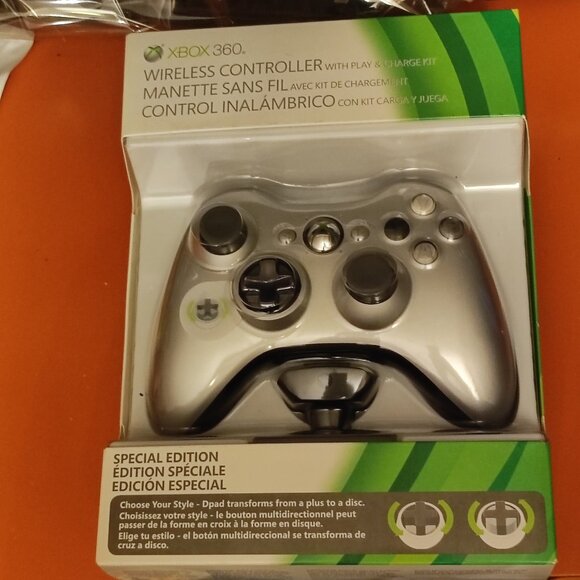 XBOX 360®
WIRELESS CONTROLLER WITH PLAY & CHARGE KIT
MANETTE SANS FIL AVEC KIT DE CHARGEMENT
CONTROL INALÁMBRICO CON KIT CARGA Y JUEGA
SPECIAL EDITION
ÉDITION SPÉCIALE
EDICIÓN ESPECIAL
Choose Your Style - Dpad transforms from a plus to a disc.
Choisissez votre style - le bouton multidirectionnel peut
passer de la forme en croix à la forme en disque.
Elige tu estilo - el botón multidireccional se transforma de
cruz a disco.